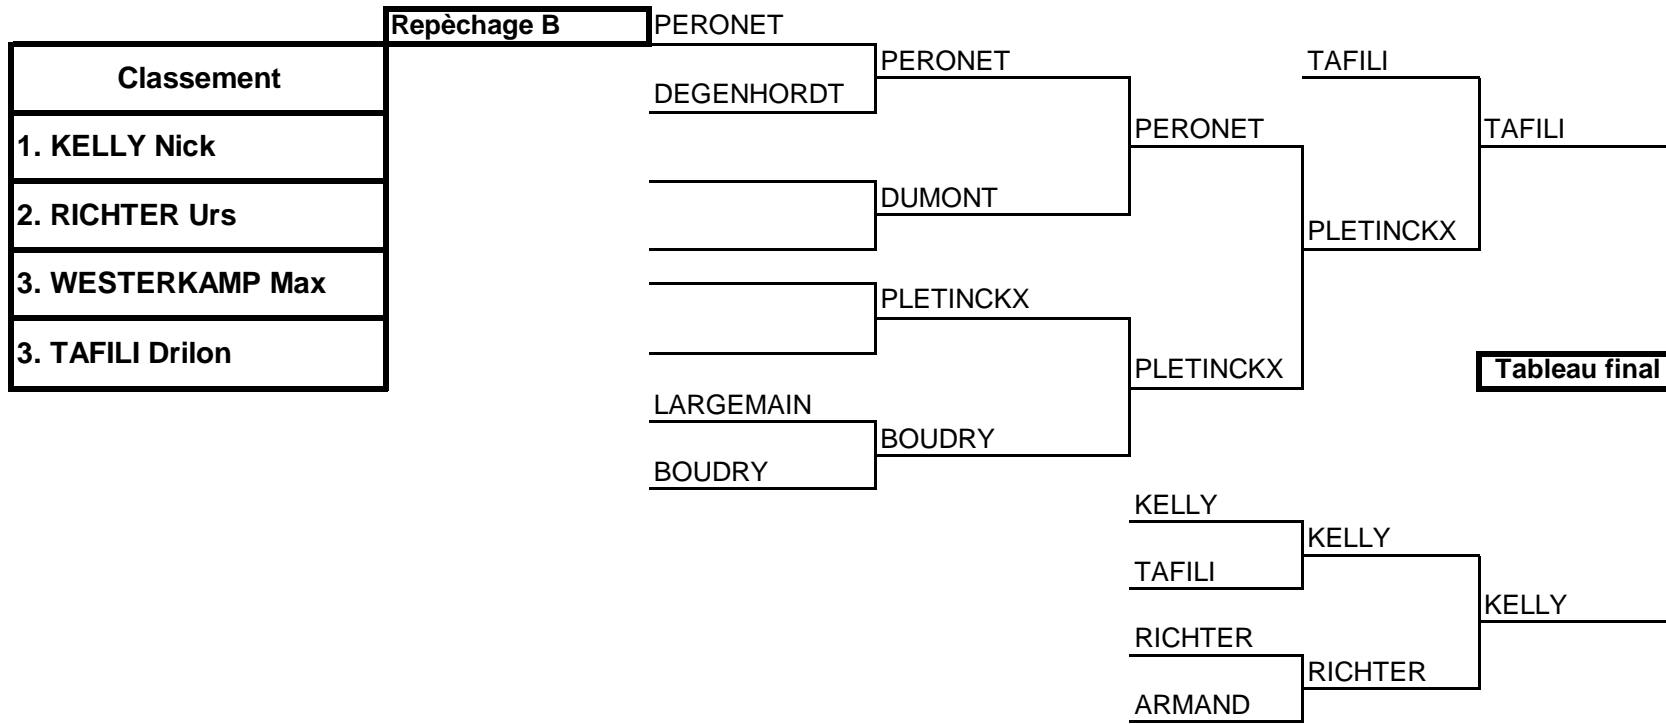 Repèchage B
PERONET
PERONET
TAFILI
Classement
DEGENHORDT
PERONET
TAFILI
1. KELLY Nick
DUMONT
2. RICHTER Urs
PLETINCKX
3. WESTERKAMP Max
PLETINCKX
3. TAFILI Drilon
PLETINCKX
Tableau final
LARGEMAIN
BOUDRY
BOUDRY
KELLY
KELLY
TAFILI
KELLY
RICHTER
RICHTER
ARMAND